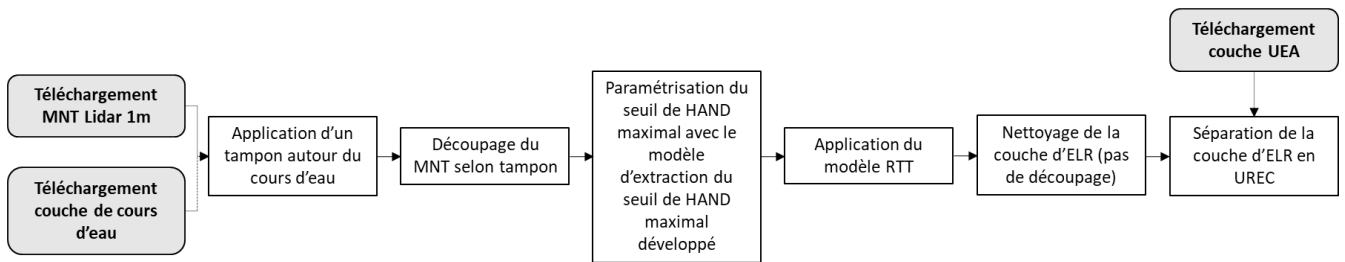 Téléchargement
MNT Lidar 1m
Téléchargement
couche de cours
d'eau
Application d'un
tampon autour du
cours d'eau
Découpage du
MNT selon tampon
Paramétrisation du
seuil de HAND
maximal avec le
modèle
d'extraction du
seuil de HAND
maximal
développé
Application du
modèle RTT
Nettoyage de la
couche d'ELR (pas
de découpage)
Téléchargement
couche UEA
Séparation de la
couche d'ELR en
UREC